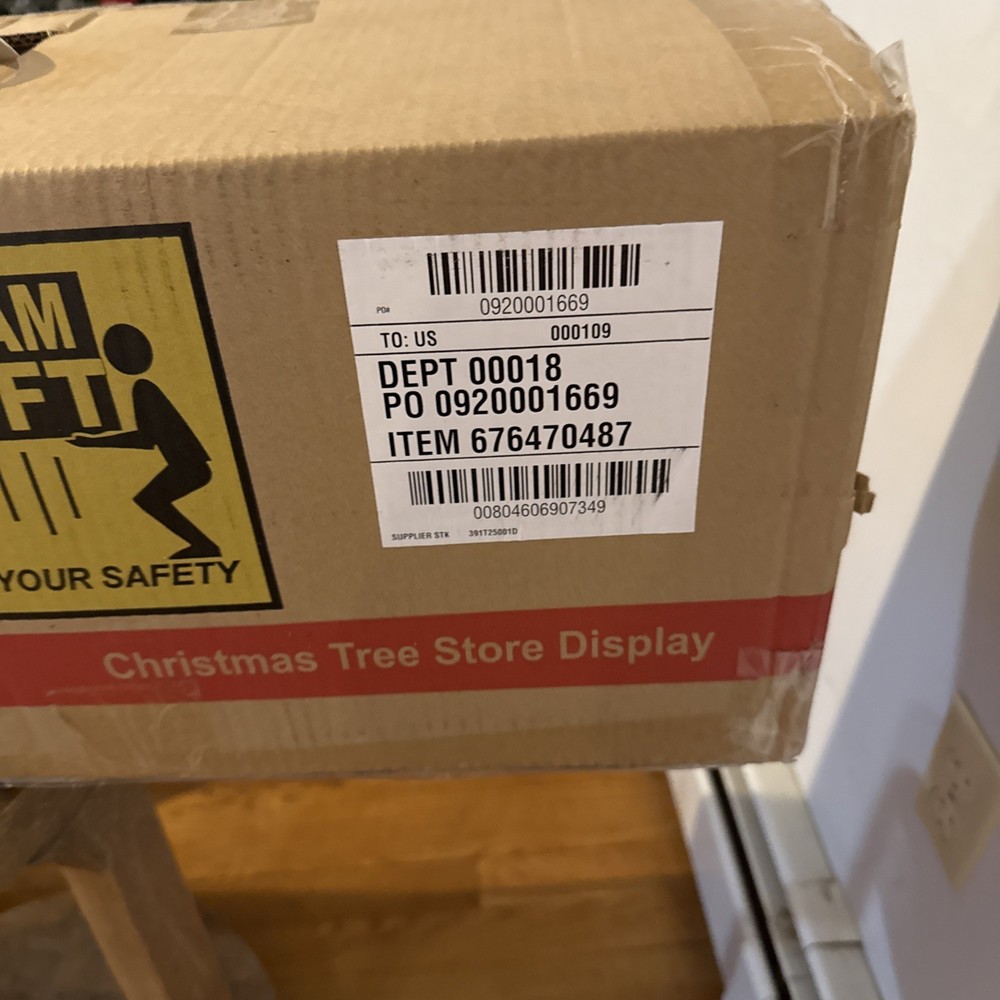 AM
FT
YOUR SAFETY
PO# 0920001669
TO: US 000109
DEPT 00018
PO 0920001669
ITEM 676470487
00804606907349
SUPPLIER STK 391T25001D
Christmas Tree Store Display